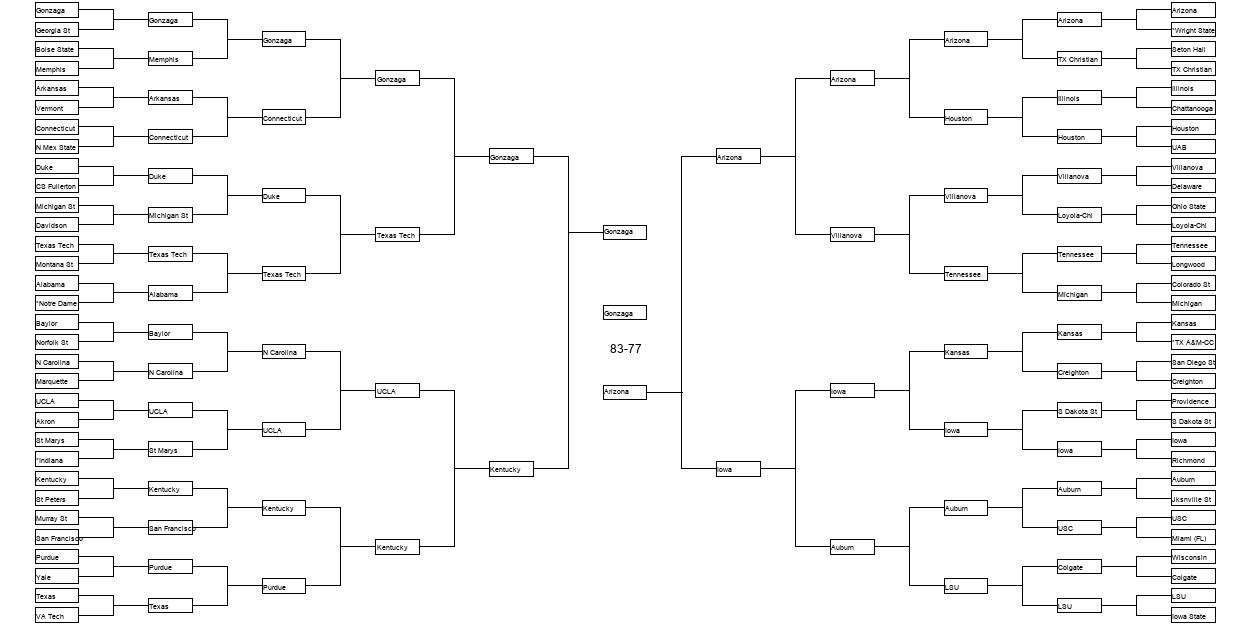 Gonzaga
Georgia St
Boise State
Memphis
Arkansas
Vermont
Connecticut
N Mex State
Duke
CS Fullerton
Michigan St
Davidson
Texas Tech
Montana St
Alabama
*Notre Dame
Baylor
Norfolk St
N Carolina
Marquette
UCLA
Akron
St Marys
*Indiana
Kentucky
St Peters
Murray St
San Francisco
Purdue
Yale
Texas
VA Tech
Gonzaga
Memphis
Arkansas
Connecticut
Duke
Michigan St
Texas Tech
Alabama
Baylor
N Carolina
UCLA
St Marys
Kentucky
San Francisco
Purdue
Texas
Gonzaga
Connecticut
Duke
Texas Tech
N Carolina
UCLA
Kentucky
Purdue
Gonzaga
Texas Tech
UCLA
Kentucky
Gonzaga
Kentucky
Gonzaga
Gonzaga
83-77
Arizona
Arizona
Iowa
Arizona
Villanova
Iowa
Auburn
Arizona
Houston
Villanova
Tennessee
Kansas
Iowa
Auburn
LSU
Arizona
TX Christian
Illinois
Houston
Villanova
Loyola-Chi
Tennessee
Michigan
Kansas
Creighton
S Dakota St
Iowa
Auburn
USC
Colgate
LSU
Arizona
*Wright State
Seton Hall
TX Christian
Illinois
Chattanooga
Houston
UAB
Villanova
Delaware
Ohio State
Loyola-Chi
Tennessee
Longwood
Colorado St
Michigan
Kansas
*TX A&M-CC
San Diego St
Creighton
Providence
S Dakota St
Iowa
Richmond
Auburn
Jksnville St
USC
Miami (FL)
Wisconsin
Colgate
LSU
Iowa State